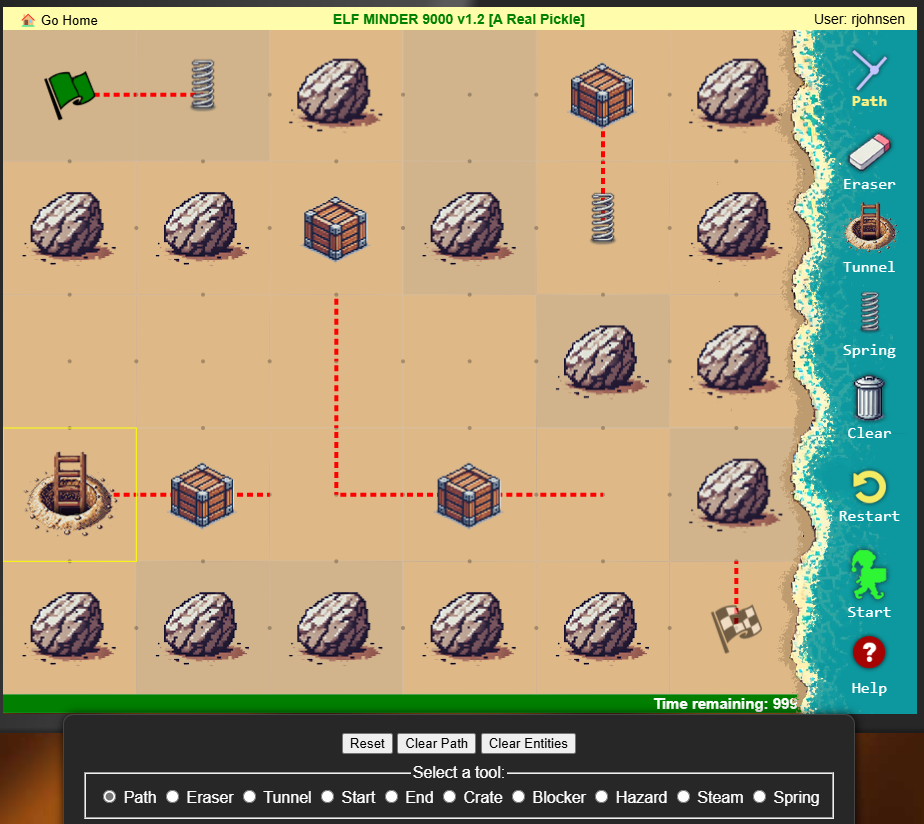 Go Home
ELF MINDER 9000 v1.2 [A Real Pickle]
User: rjohnsen
Path
Eraser
Tunnel
Spring
Clear
Restart
Start
?
Help
Time remaining: 999
Reset Clear Path Clear Entities
Select a tool:
Path Eraser Tunnel Start End Crate Blocker Hazard Steam Spring